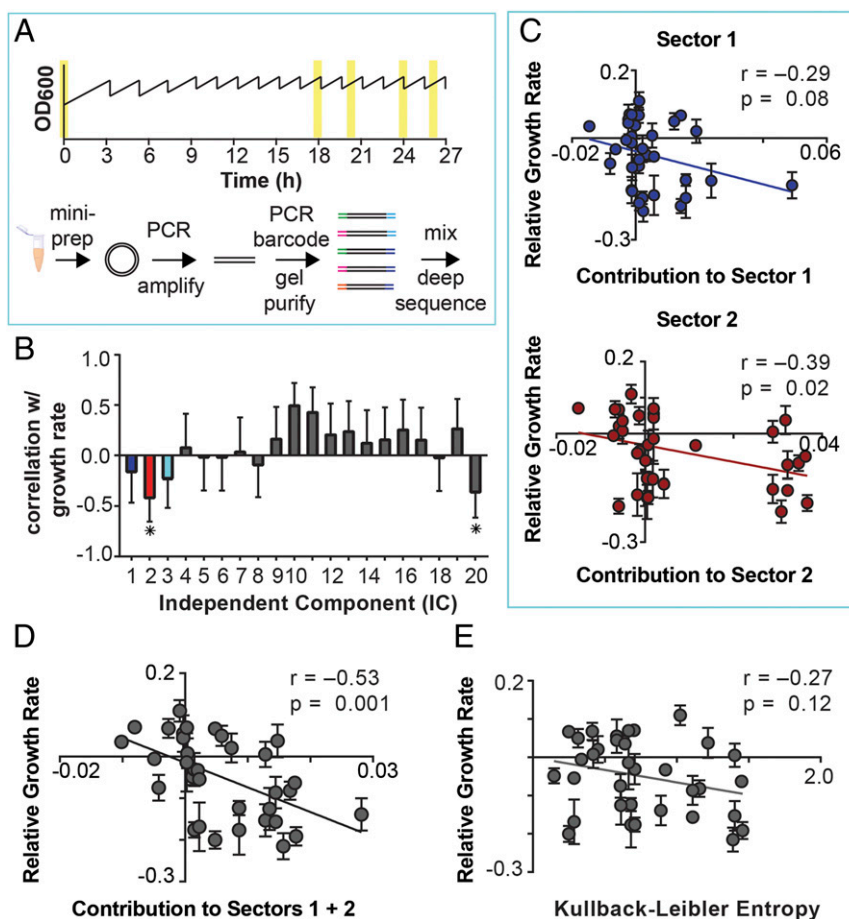 A
OD600
0 3 6 9 12 15 18 21 24 27
Time (h)
mini-
prep
PCR
amplify
PCR
barcode
gel
purify
mix
deep
sequence
B
correllation w/
growth rate
1.0
0.5
0.0
-0.5
-1.0
*
*
1 2 3 4 5 6 7 8 9 10 12 14 16 18 20
Independent Component (IC)
C
Sector 1
Relative Growth Rate
0.2
r = –0.29
p = 0.08
-0.02
0.06
-0.3
Contribution to Sector 1
Sector 2
Relative Growth Rate
0.2
r = –0.39
p = 0.02
-0.02
0.04
-0.3
Contribution to Sector 2
D
Relative Growth Rate
0.2
r = –0.53
p = 0.001
-0.02
0.03
-0.3
Contribution to Sectors 1 + 2
E
Relative Growth Rate
0.2
r = –0.27
p = 0.12
2.0
-0.3
Kullback-Leibler Entropy